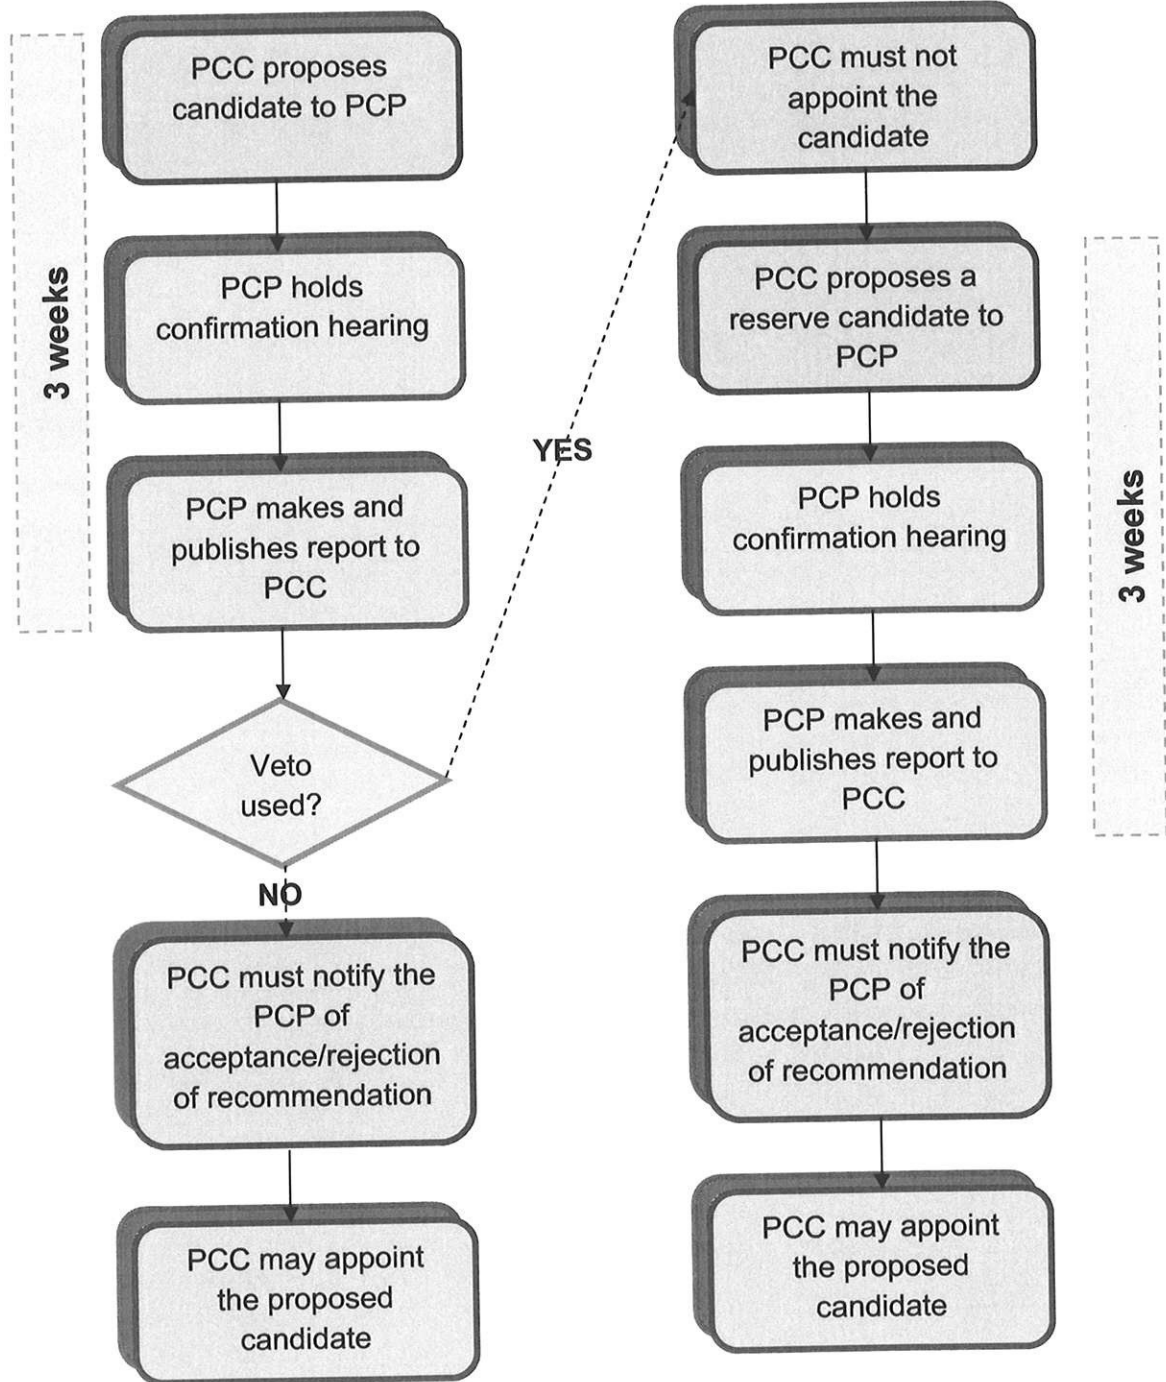 3 weeks
PCC proposes
candidate to PCP
PCP holds
confirmation hearing
PCP makes and
publishes report to
PCC
Veto
used?
NO
PCC must notify the
PCP of
acceptance/rejection
of recommendation
PCC may appoint
the proposed
candidate
YES
PCC must not
appoint the
candidate
PCC proposes a
reserve candidate to
PCP
PCP holds
confirmation hearing
PCP makes and
publishes report to
PCC
PCC must notify the
PCP of
acceptance/rejection
of recommendation
PCC may appoint
the proposed
candidate
3 weeks